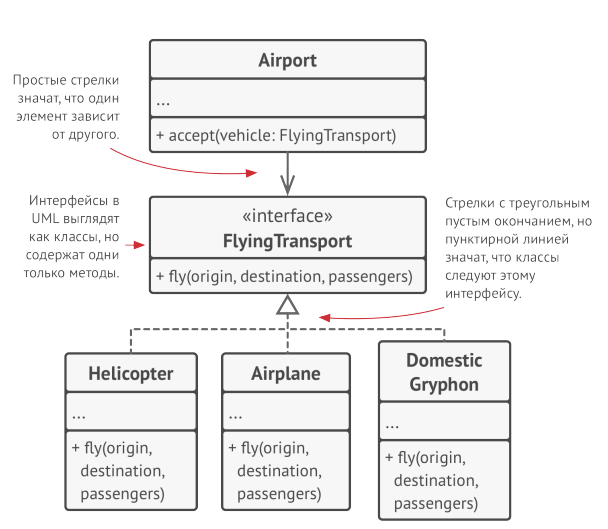 Airport
...
+ accept(vehicle: FlyingTransport)
Простые стрелки
значат, что один
элемент зависит
от другого.
«interface»
FlyingTransport
+ fly(origin, destination, passengers)
Интерфейсы в
UML выглядят
как классы, но
содержат одни
только методы.
Стрелки с треугольным
пустым окончанием, но
пунктирной линией
значат, что классы
следуют этому
интерфейсу.
Helicopter
...
+ fly(origin,
destination,
passengers)
Airplane
...
+ fly(origin,
destination,
passengers)
Domestic
Gryphon
...
+ fly(origin,
destination,
passengers)